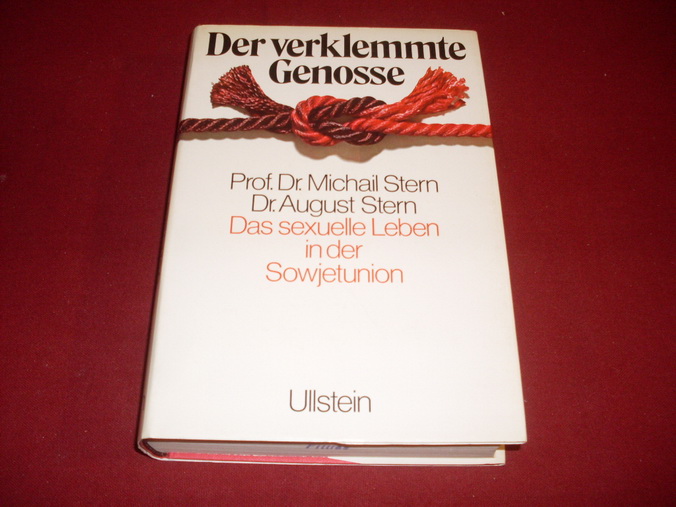 Der verklemmte
Genosse
Prof. Dr. Michail Stern
Dr. August Stern
Das sexuelle Leben
in der
Sowjetunion
Ullstein